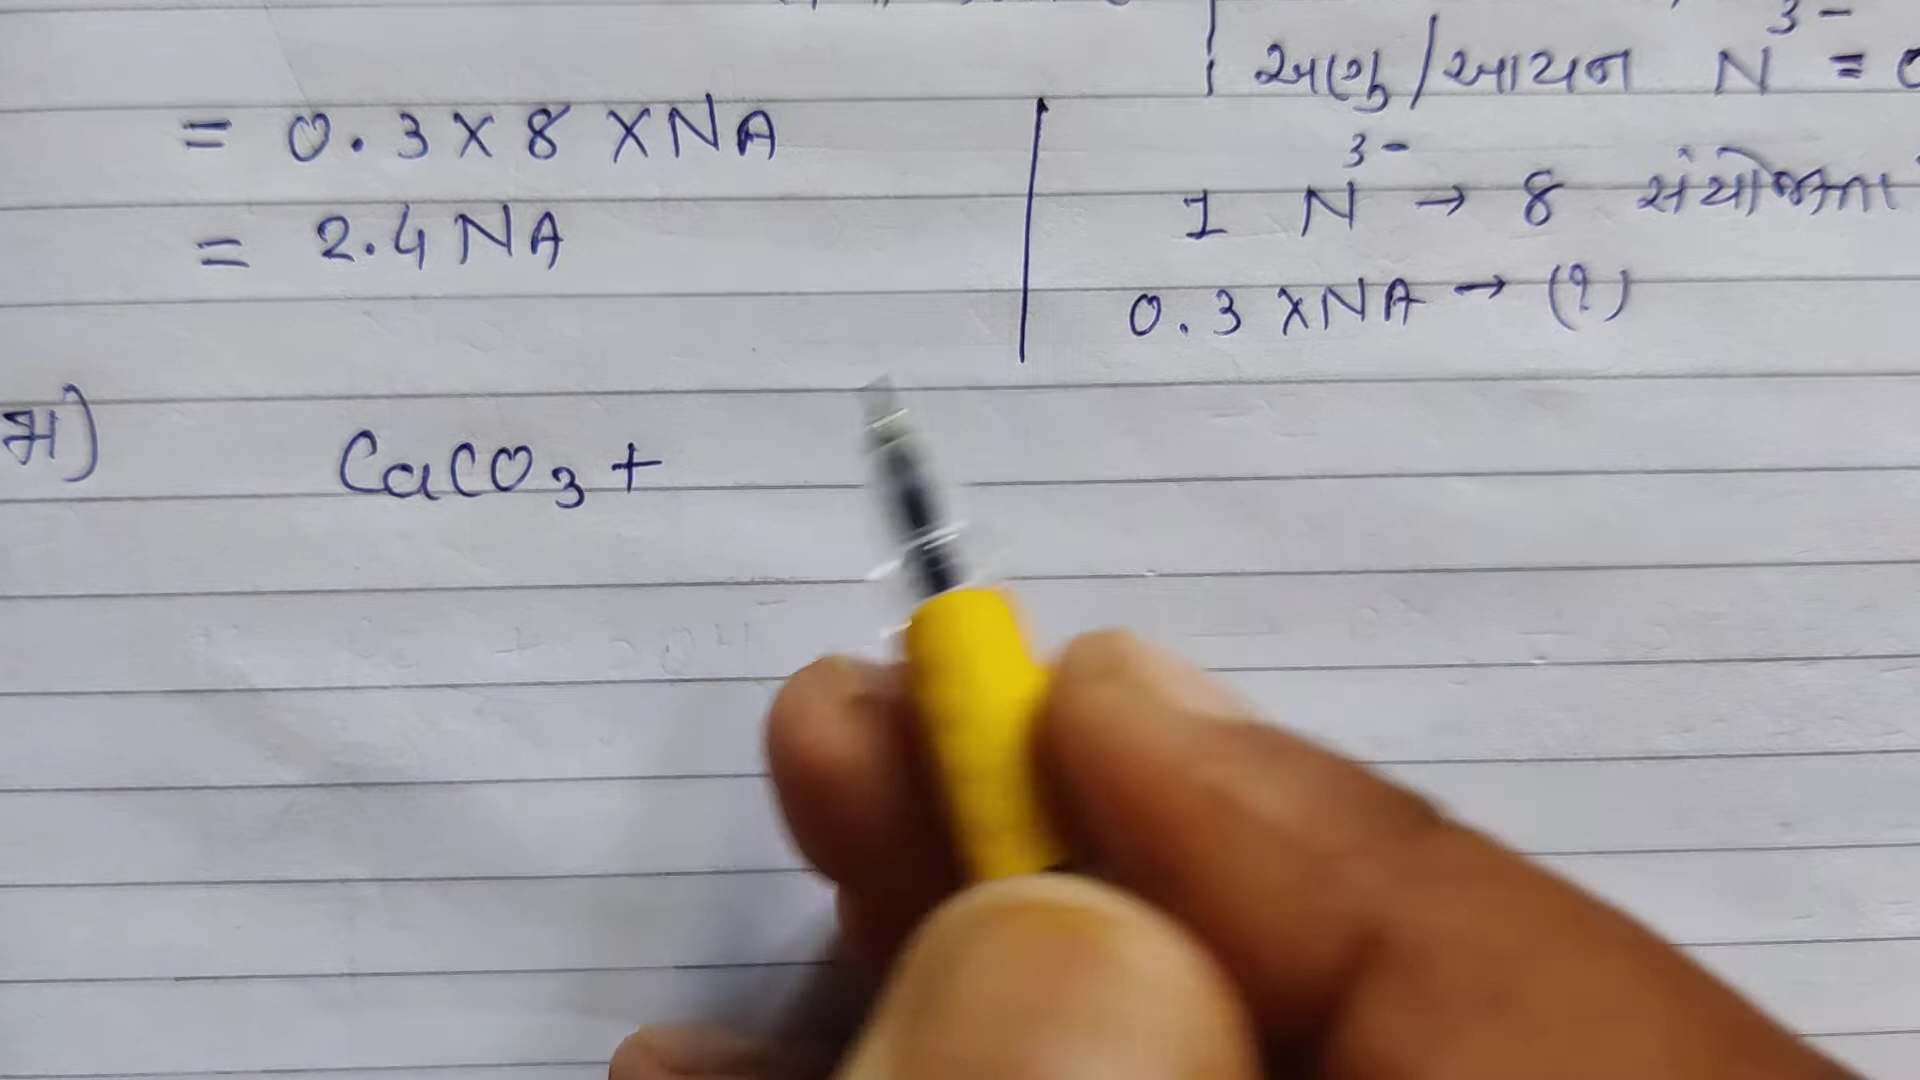 અણુ/આયન N³⁻ =
= 0.3 X 8 X NA
= 2.4 NA
1 N³⁻ → 8 સંયોજકતા
0.3 X NA → (?)
CaCO₃ +